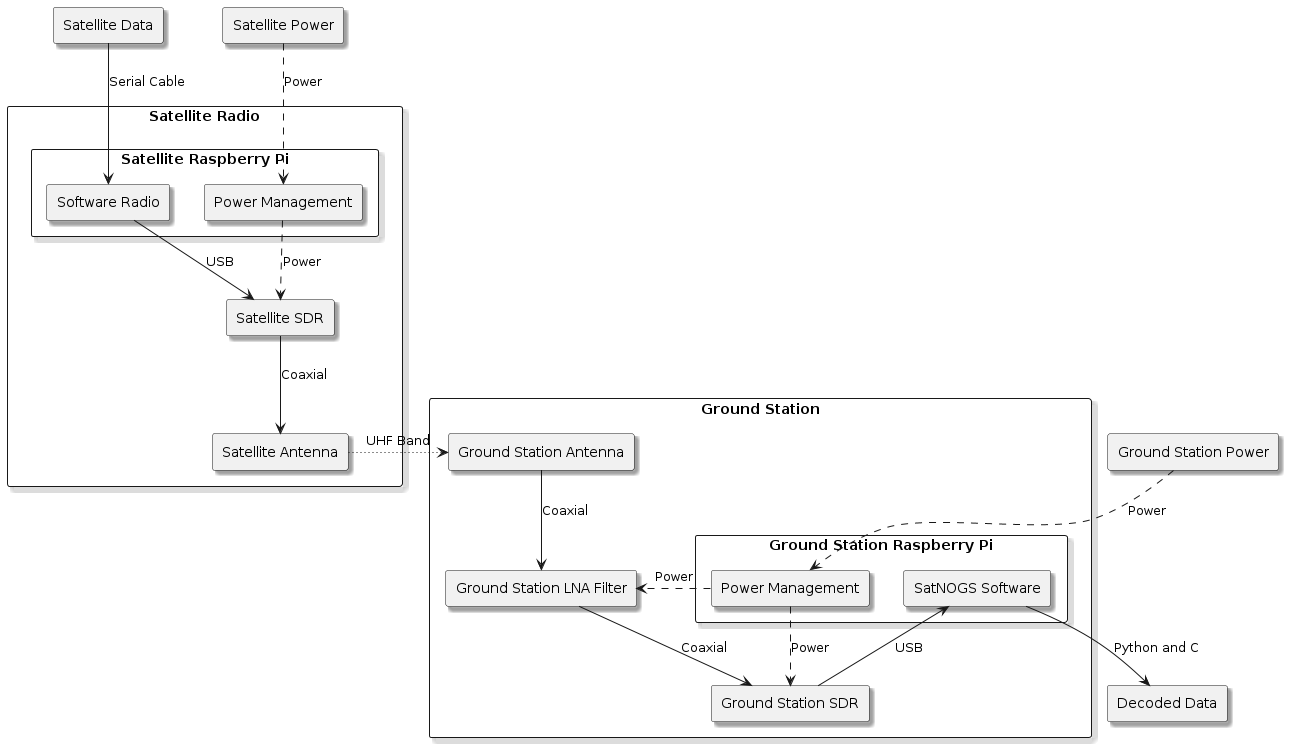 Satellite Data
Satellite Power
Serial Cable
Power
Satellite Radio
Satellite Raspberry Pi
Software Radio
Power Management
USB
Power
Satellite SDR
Coaxial
Satellite Antenna
UHF Band
Ground Station
Ground Station Antenna
Ground Station Power
Coaxial
Power
Ground Station Raspberry Pi
Ground Station LNA Filter
Power
Power Management
SatNOGS Software
Coaxial
Power
USB
Python and C
Ground Station SDR
Decoded Data